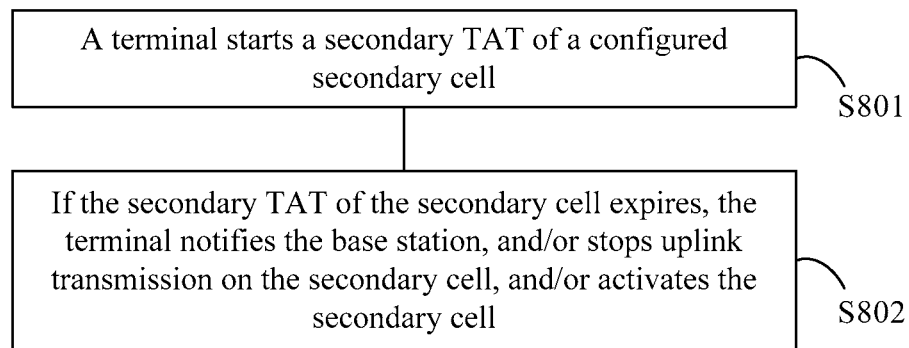 A terminal starts a secondary TAT of a configured
secondary cell
S801
If the secondary TAT of the secondary cell expires, the
terminal notifies the base station, and/or stops uplink
transmission on the secondary cell, and/or activates the
secondary cell
S802